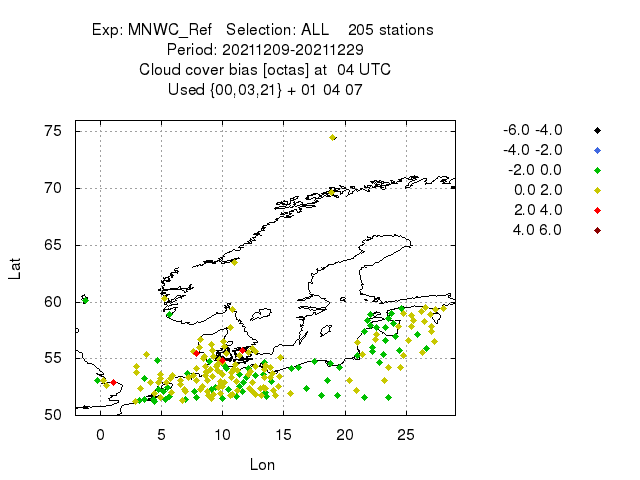 Exp: MNWC_Ref Selection: ALL 205 stations
Period: 20211209-20211229
Cloud cover bias [octas] at 04 UTC
Used {00,03,21} + 01 04 07
-6.0 -4.0
-4.0 -2.0
-2.0 0.0
0.0 2.0
2.0 4.0
4.0 6.0
Lat
75
70
65
60
55
50
0 5 10 15 20 25
Lon